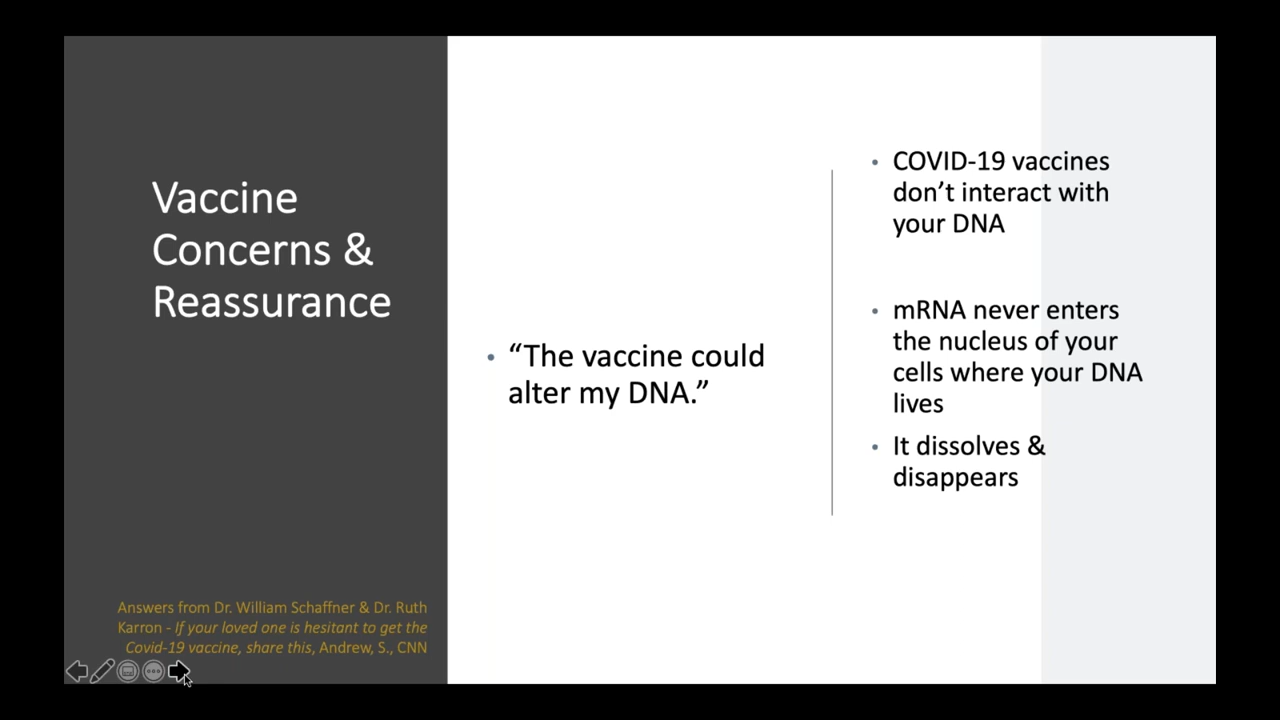 Vaccine
Concerns &
Reassurance
• “The vaccine could
alter my DNA.”
• COVID-19 vaccines
don’t interact with
your DNA
• mRNA never enters
the nucleus of your
cells where your DNA
lives
• It dissolves &
disappears
Answers from Dr. William Schaffner & Dr. Ruth
Karron - If your loved one is hesitant to get the
Covid-19 vaccine, share this, Andrew, S., CNN